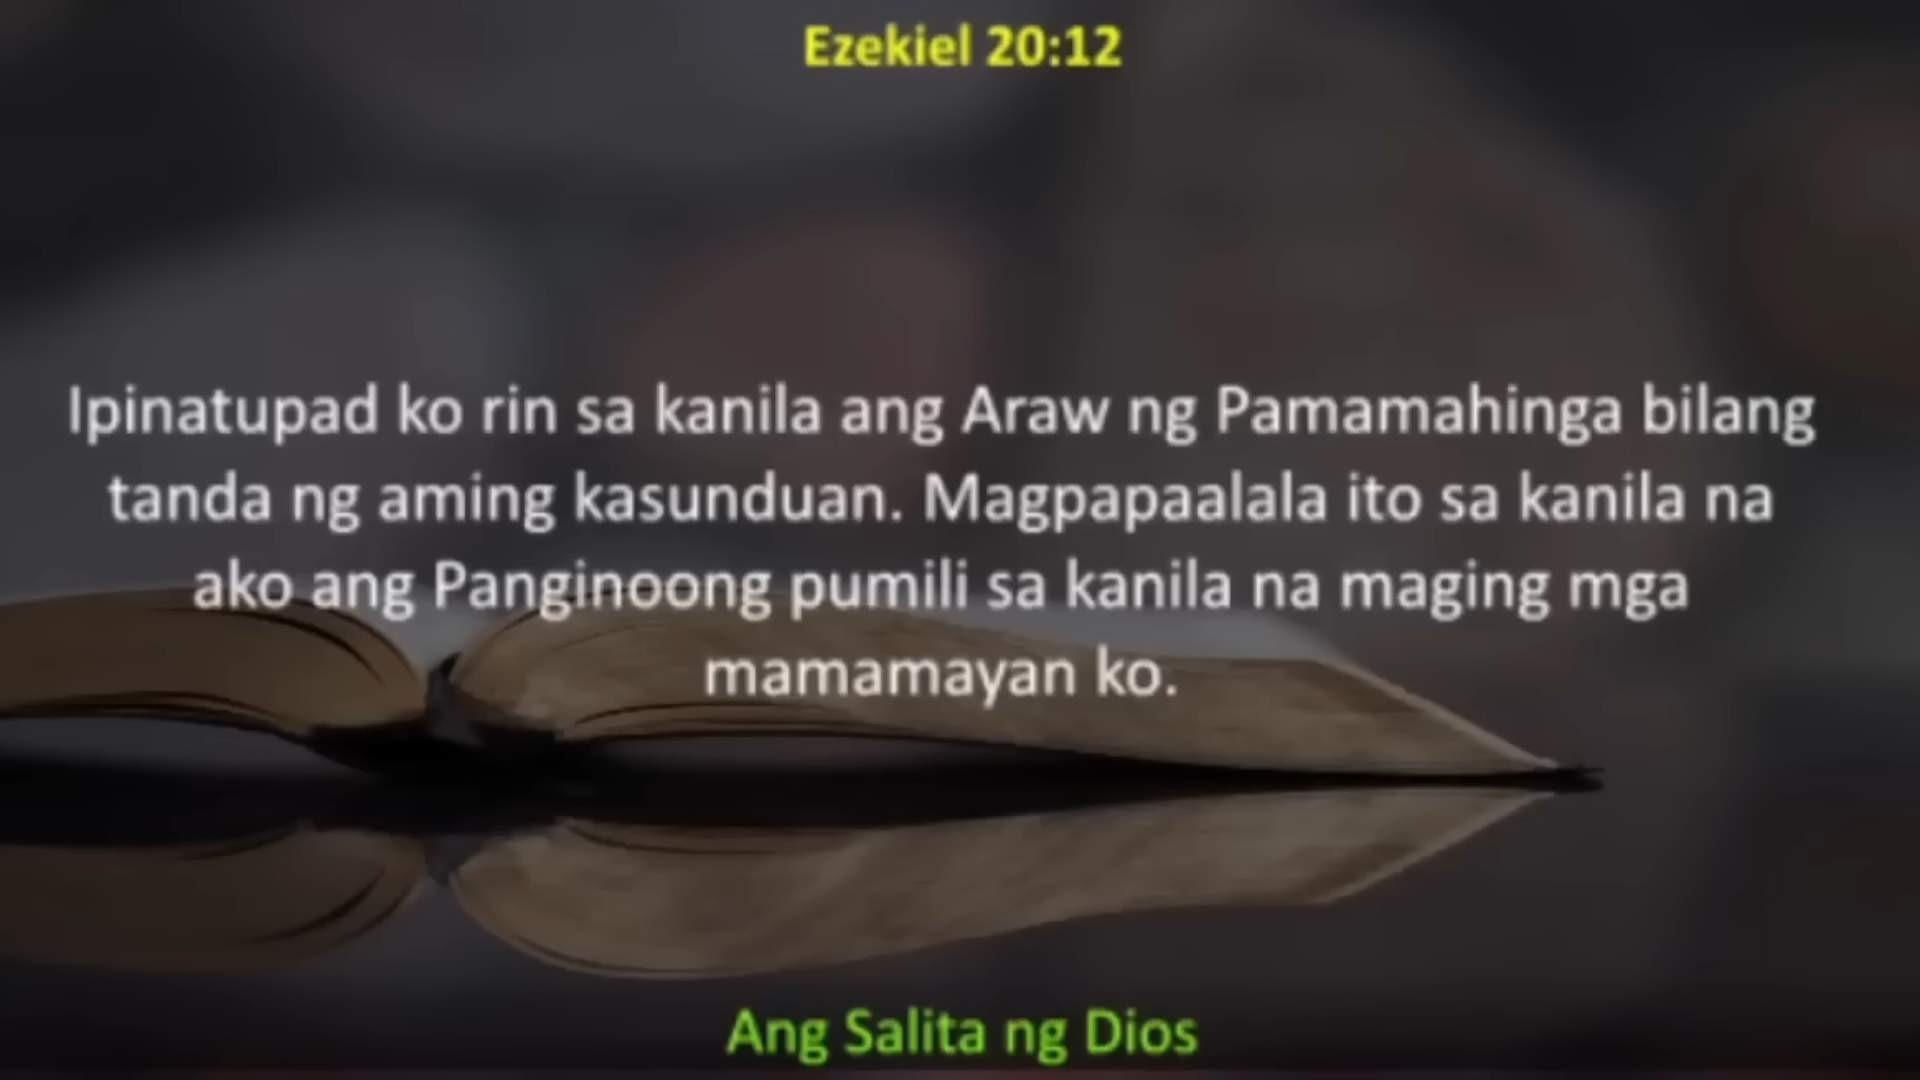 Ezekiel 20:12
Ipinatupad ko rin sa kanila ang Araw ng Pamamahinga bilang
tanda ng aming kasunduan. Magpapaalala ito sa kanila na
ako ang Panginoong pumili sa kanila na maging mga
mamamayan ko.
Ang Salita ng Dios